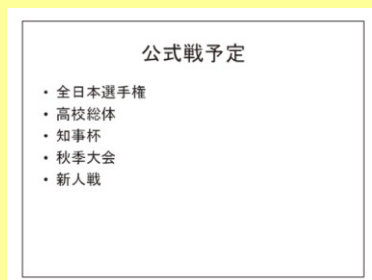 公式戦予定
・全日本選手権
・高校総体
・知事杯
・秋季大会
・新人戦